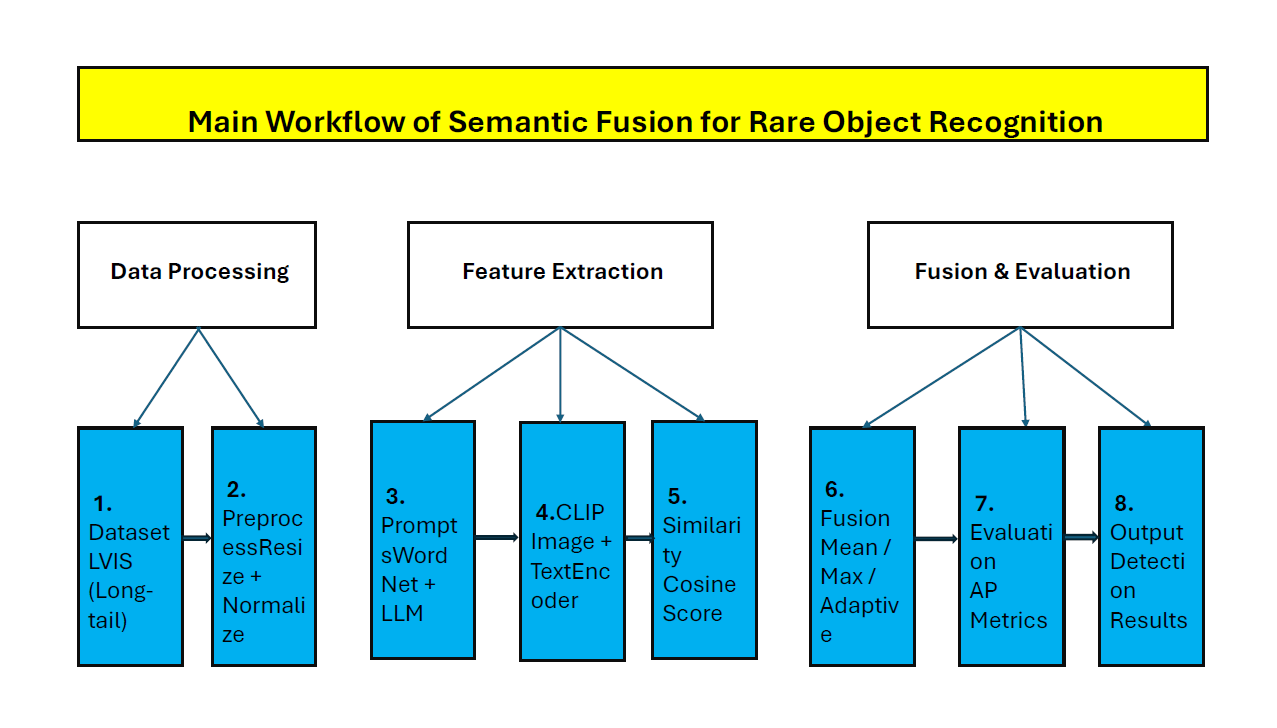 Main Workflow of Semantic Fusion for Rare Object Recognition
Data Processing
Feature Extraction
Fusion & Evaluation
1.
Dataset
LVIS
(Long-
tail)
2.
Preproc
essResi
ze +
Normali
ze
3.
Prompt
sWord
Net +
LLM
4.CLIP
Image +
TextEnc
oder
5.
Similari
ty
Cosine
Score
6.
Fusion
Mean /
Max /
Adaptiv
e
7.
Evaluati
on
AP
Metrics
8.
Output
Detecti
on
Results